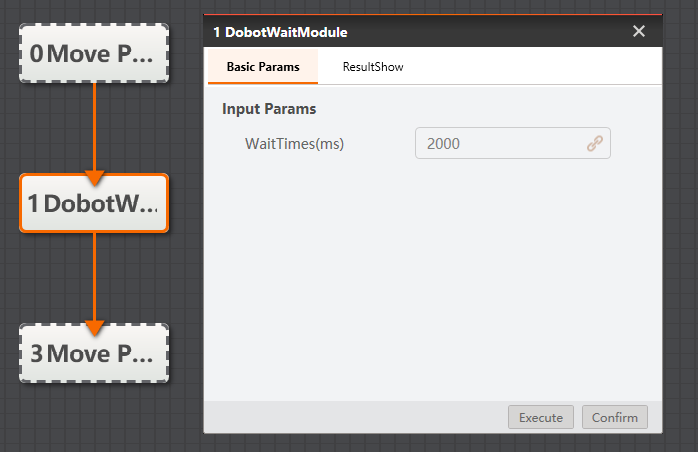 0 Move P...
1 DobotW...
3 Move P...
1 DobotWaitModule
Basic Params
ResultShow
Input Params
WaitTimes(ms)
2000
Execute
Confirm